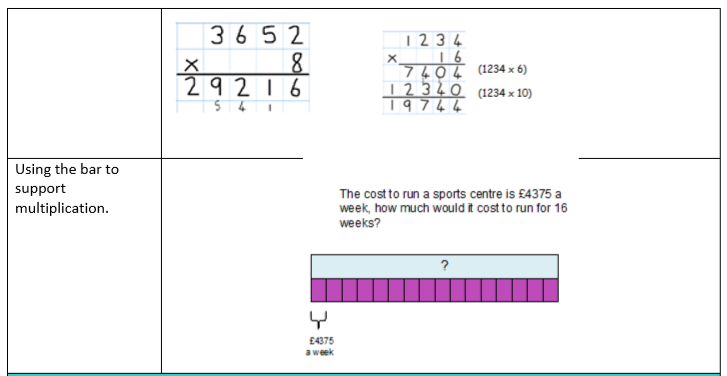 3652
x 8
29216
5 4 1
1234
x 16
7404 (1234 x 6)
12340 (1234 x 10)
19744
Using the bar to
support
multiplication.
The cost to run a sports centre is £4375 a
week, how much would it cost to run for 16
weeks?
?
£4375
a week